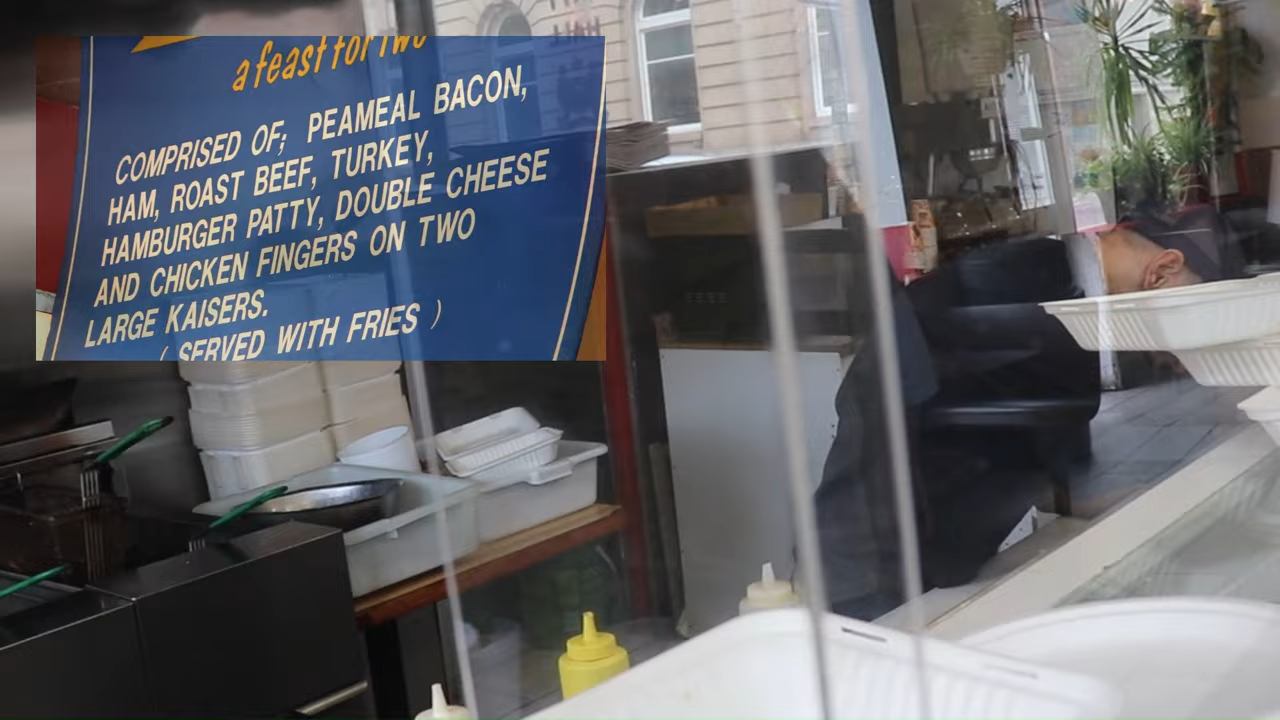 a feast for two
COMPRISED OF; PEAMEAL BACON,
HAM, ROAST BEEF, TURKEY,
HAMBURGER PATTY, DOUBLE CHEESE
AND CHICKEN FINGERS ON TWO
LARGE KAISERS.
( SERVED WITH FRIES )